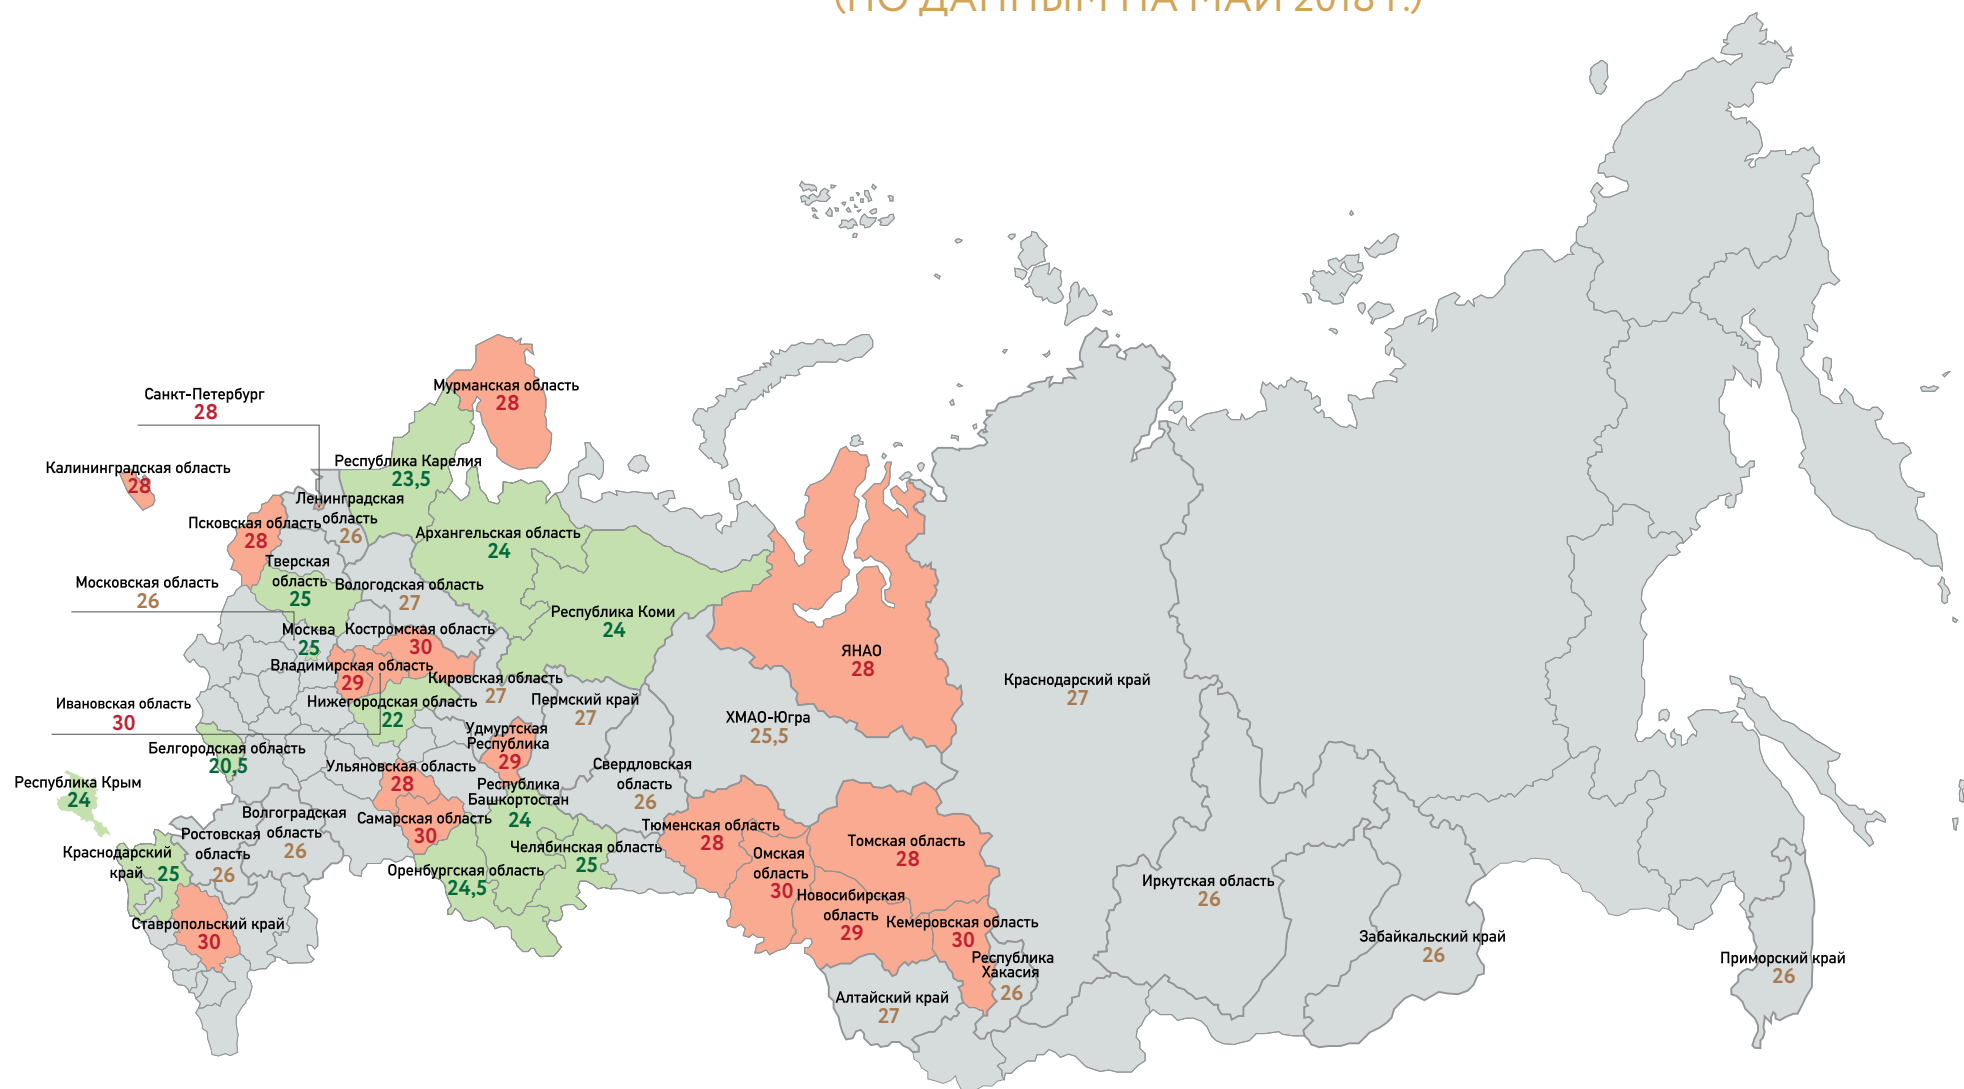 (ПО ДАННЫМ НА МАЙ 2018 Г.)
Мурманская область
28
Санкт-Петербург
28
Республика Карелия
23,5
Калининградская область
28
Ленинградская
область
26
Псковская область
28
Архангельская область
24
Тверская
область
25
Московская область
26
Вологодская область
27
Республика Коми
24
Москва
25
Костромская область
30
Владимирская область
29
Кировская область
27
ЯНАО
28
Краснодарский край
27
Ивановская область
30
Нижегородская область
22
Пермский край
27
ХМАО-Югра
25,5
Удмуртская
Республика
29
Белгородская область
20,5
Ульяновская область
28
Свердловская
область
26
Республика Крым
24
Республика
Башкортостан
24
Волгоградская
область
26
Самарская область
30
Ростовская
область
26
Тюменская область
28
Томская область
28
Краснодарский
край
25
Челябинская область
25
Омская
область
30
Оренбургская область
24,5
Иркутская область
26
Новосибирская
область
29
Ставропольский край
30
Кемеровская область
30
Забайкальский край
26
Республика
Хакасия
26
Приморский край
26
Алтайский край
27